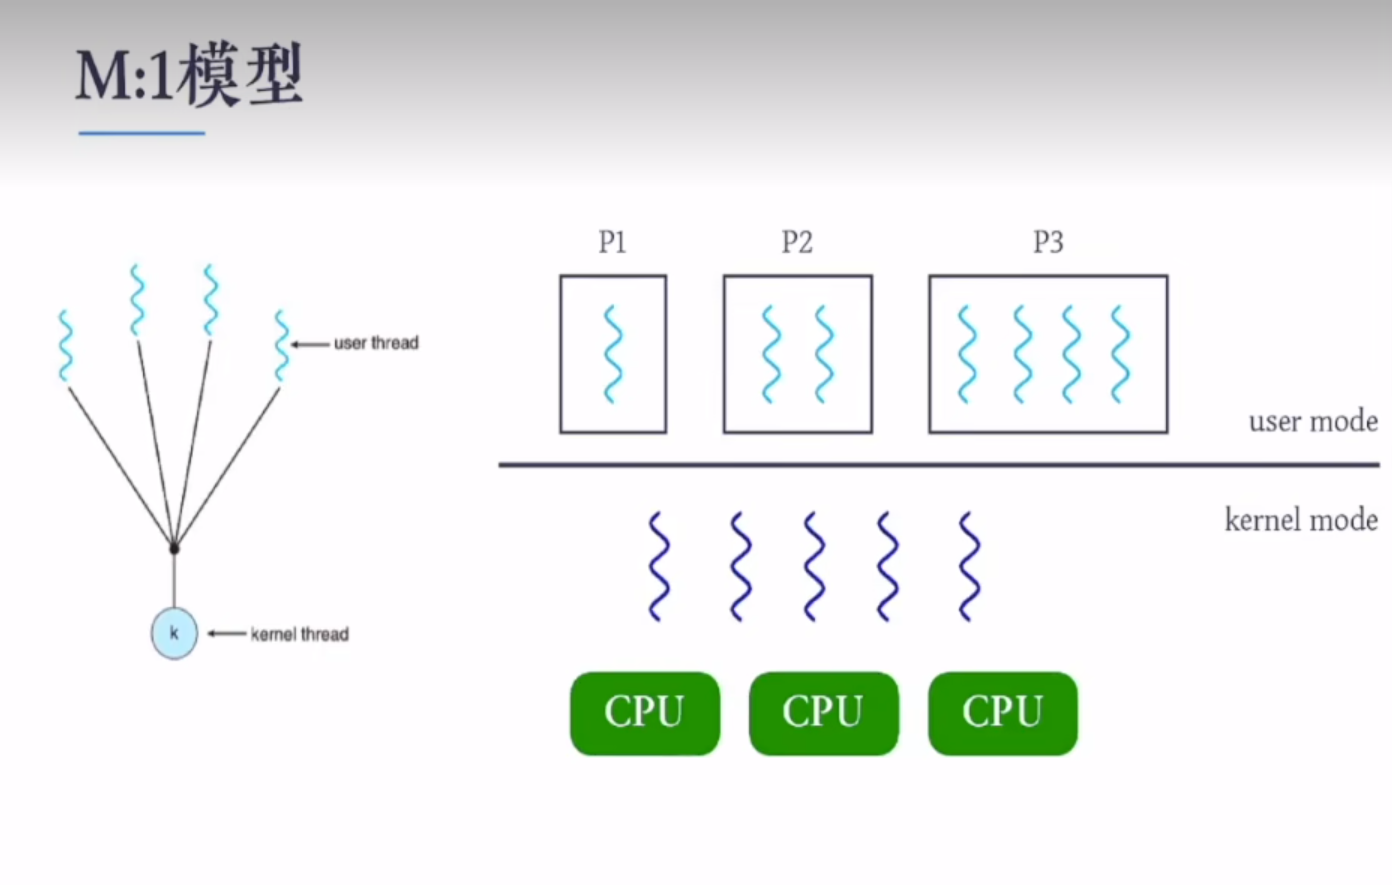 M:1模型
user thread
k
kernel thread
P1 P2 P3
user mode
kernel mode
CPU CPU CPU